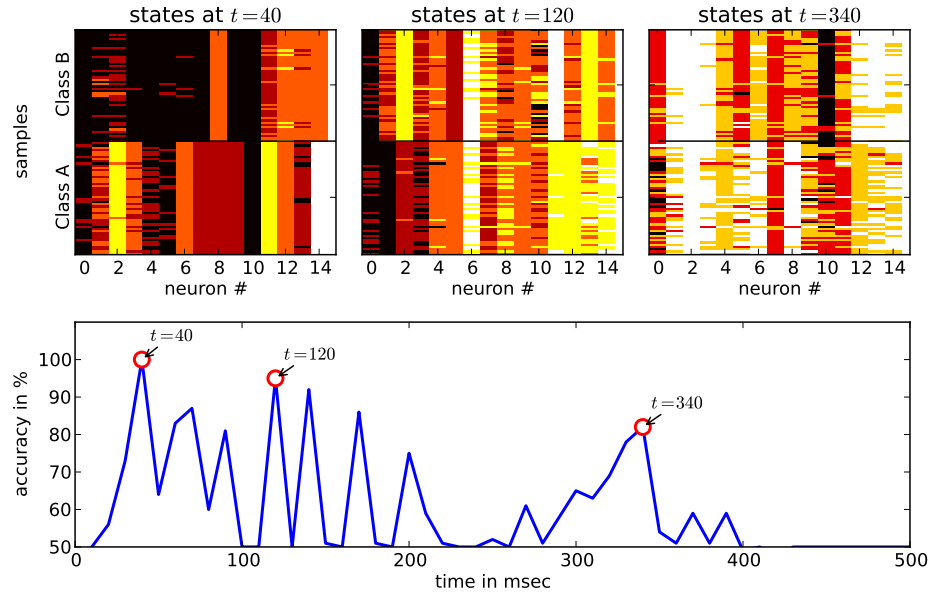 states at t=40
states at t=120
states at t=340
samples
Class B
Class A
0 2 4 6 8 10 12 14
0 2 4 6 8 10 12 14
0 2 4 6 8 10 12 14
neuron #
neuron #
neuron #
accuracy in %
100
90
80
70
60
50
t=40
t=120
t=340
0 100 200 300 400 500
time in msec